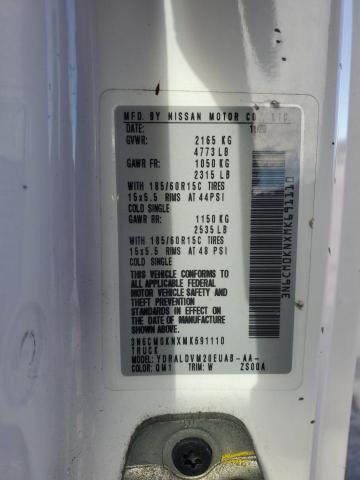 MFD. BY NISSAN MOTOR CO., LTD.
DATE:
GVWR: 2165 KG
4773 LB
GAWR FR: 1050 KG
2315 LB
WITH 185/60R15C TIRES
15x5.5 RIMS AT 44PSI
COLD SINGLE
GAWR RR: 1150 KG
2535 LB
WITH 185/60R15C TIRES
15x5.5 RIMS AT 48 PSI
COLD SINGLE
THIS VEHICLE CONFORMS TO
ALL APPLICABLE FEDERAL
MOTOR VEHICLE SAFETY
AND THEFT PREVENTION
STANDARDS IN EFFECT ON
THE DATE OF MANUFACTURE
SHOWN ABOVE.
3N6CM0KNXMK691110
TRUCK
MODEL: YDRALDVM20EUAB-AA-
COLOR: QM1 TRIM: W ZS00A
3N6CM0KNXMK691110